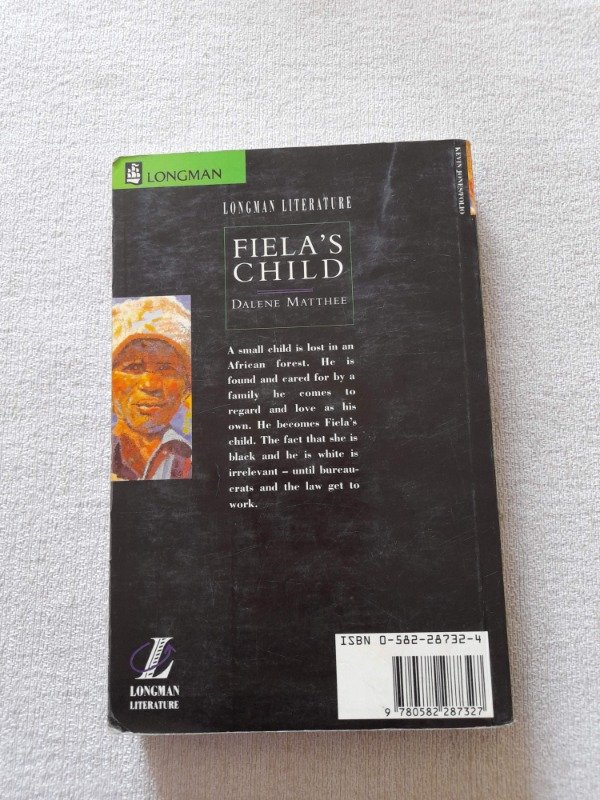 LONGMAN
LONGMAN LITERATURE
FIELA'S
CHILD
DALENE MATTHEE
A small child is lost in an
African forest. He is
found and cared for by a
family he comes to
regard and love as his
own. He becomes Fiela's
child. The fact that she is
black and he is white is
irrelevant – until bureau-
crats and the law get to
work.
LONGMAN
LITERATURE
ISBN 0-582-28732-4
9 780582 287327